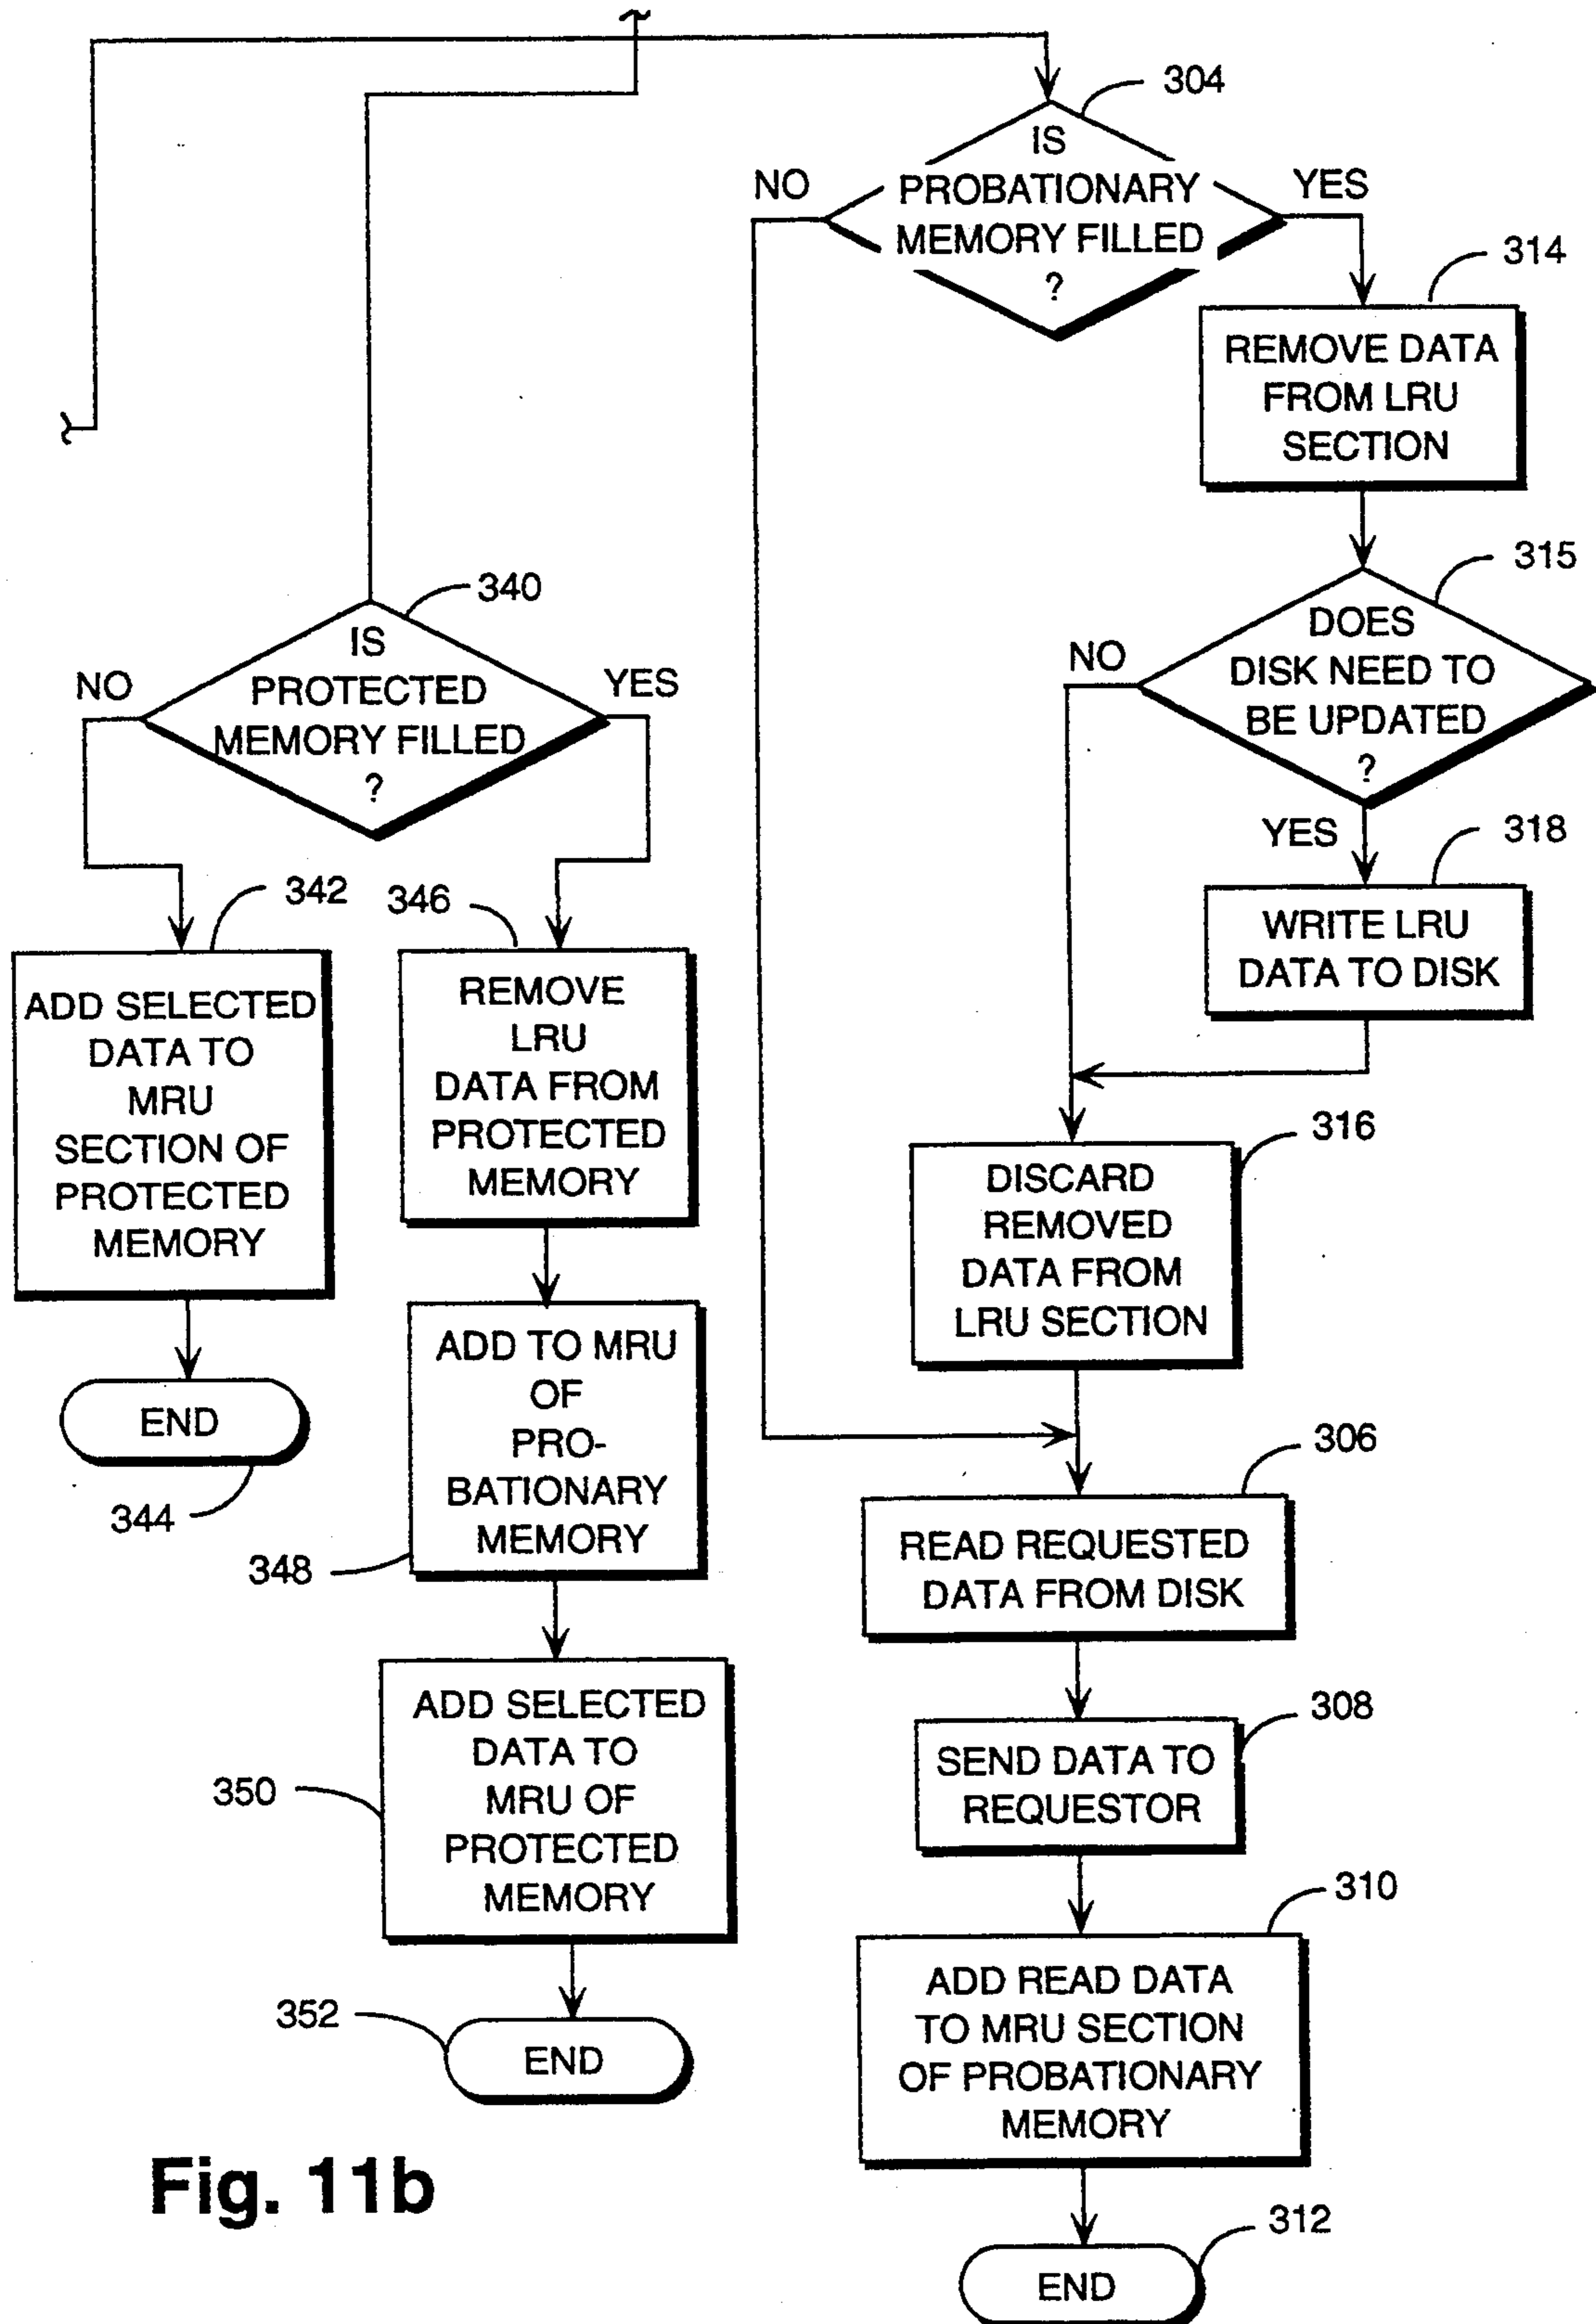 304
IS
PROBATIONARY
MEMORY FILLED
?
NO
YES
314
REMOVE DATA
FROM LRU
SECTION
315
DOES
DISK NEED TO
BE UPDATED
?
NO
YES
318
WRITE LRU
DATA TO DISK
316
DISCARD
REMOVED
DATA FROM
LRU SECTION
306
READ REQUESTED
DATA FROM DISK
308
SEND DATA TO
REQUESTOR
310
ADD READ DATA
TO MRU SECTION
OF PROBATIONARY
MEMORY
312
END
340
IS
PROTECTED
MEMORY FILLED
?
NO
YES
342
ADD SELECTED
DATA TO
MRU
SECTION OF
PROTECTED
MEMORY
END
344
346
REMOVE
LRU
DATA FROM
PROTECTED
MEMORY
ADD TO MRU
OF
PRO-
BATIONARY
MEMORY
348
ADD SELECTED
DATA TO
MRU OF
PROTECTED
MEMORY
350
352
END
Fig. 11b